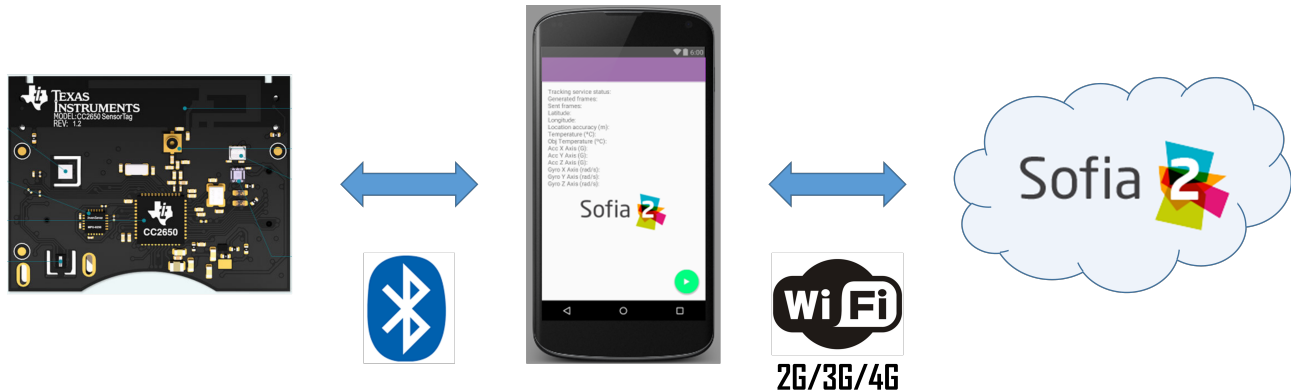 TEXAS
INSTRUMENTS
MODEL: CC2650 SensorTag
REV: 1.2
CC2650
6:00
Tracking service status:
Generated frames:
Sent frames:
Latitude:
Longitude:
Location accuracy (m):
Temperature (ºC):
Obj Temperature (ºC):
Acc X Axis (G):
Acc Y Axis (G):
Acc Z Axis (G):
Gyro X Axis (rad/s):
Gyro Y Axis (rad/s):
Gyro Z Axis (rad/s):
Sofia 2
Wi Fi
2G/3G/4G
Sofia 2